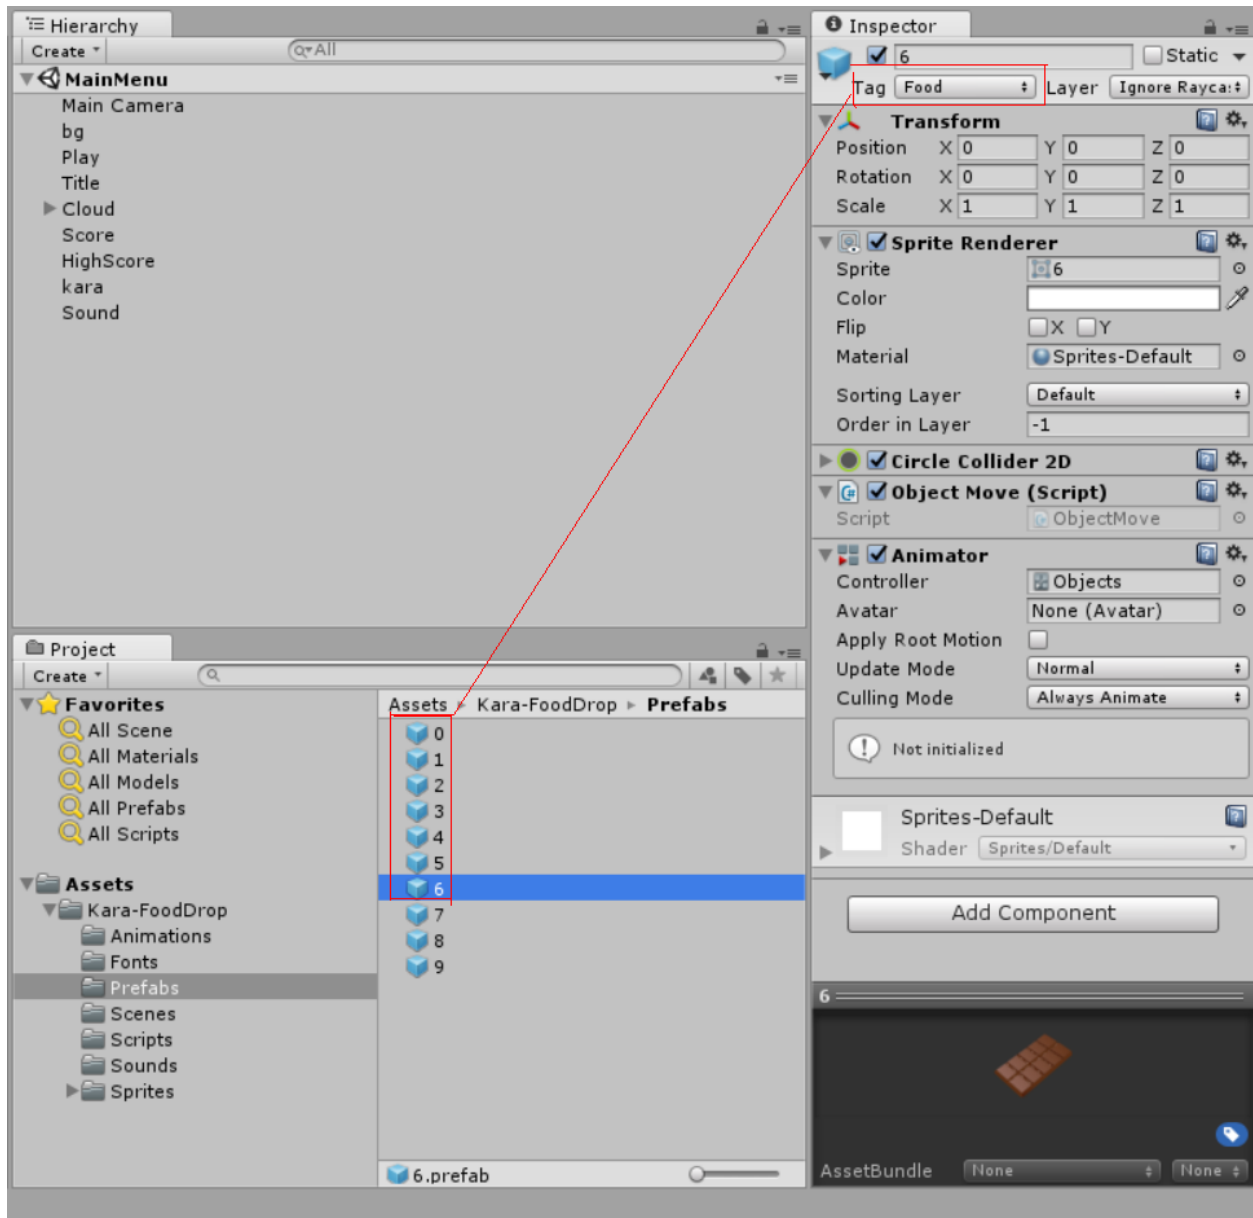 Hierarchy
Create
All
MainMenu
Main Camera
bg
Play
Title
Cloud
Score
HighScore
kara
Sound
Project
Create
Favorites
All Scene
All Materials
All Models
All Prefabs
All Scripts
Assets
Kara-FoodDrop
Animations
Fonts
Prefabs
Scenes
Scripts
Sounds
Sprites
Assets Kara-FoodDrop Prefabs
0
1
2
3
4
5
6
7
8
9
6.prefab
Inspector
6 Static
Tag Food Layer Ignore Rayca
Transform
Position X 0 Y 0 Z 0
Rotation X 0 Y 0 Z 0
Scale X 1 Y 1 Z 1
Sprite Renderer
Sprite 6
Color
Flip X Y
Material Sprites-Default
Sorting Layer Default
Order in Layer -1
Circle Collider 2D
Object Move (Script)
Script ObjectMove
Animator
Controller Objects
Avatar None (Avatar)
Apply Root Motion
Update Mode Normal
Culling Mode Always Animate
Not initialized
Sprites-Default
Shader Sprites/Default
Add Component
6
AssetBundle None None